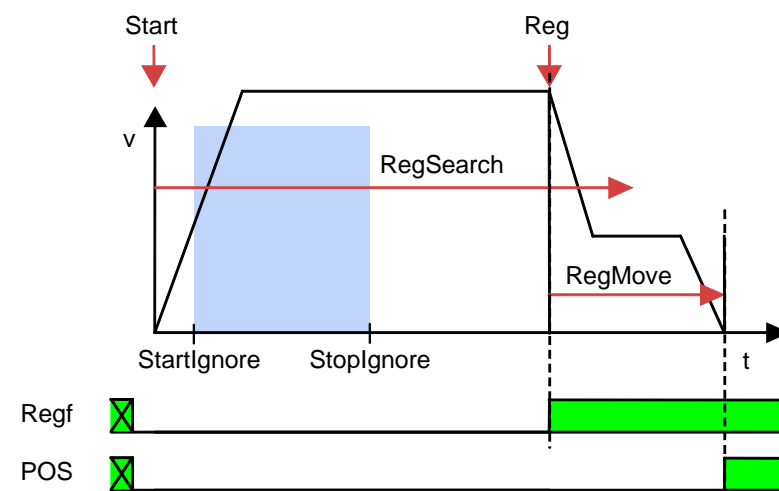 Start
Reg
v
RegSearch
RegMove
StartIgnore
StopIgnore
t
Regf
POS